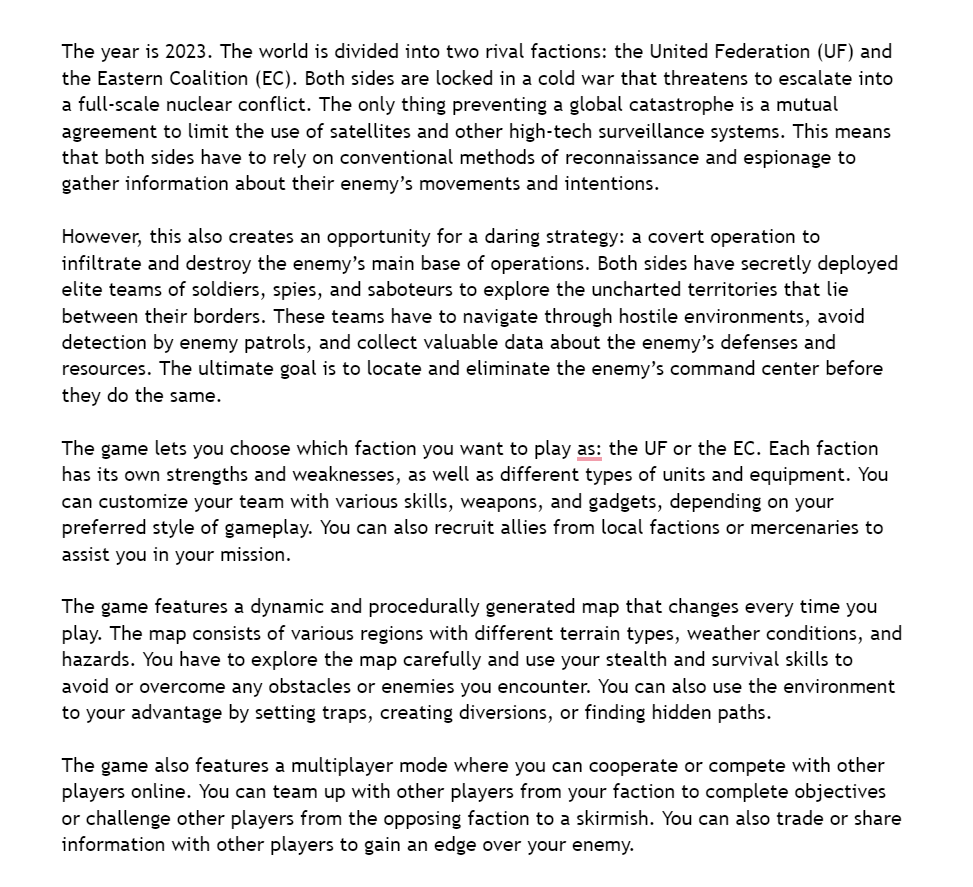 The year is 2023. The world is divided into two rival factions: the United Federation (UF) and
the Eastern Coalition (EC). Both sides are locked in a cold war that threatens to escalate into
a full-scale nuclear conflict. The only thing preventing a global catastrophe is a mutual
agreement to limit the use of satellites and other high-tech surveillance systems. This means
that both sides have to rely on conventional methods of reconnaissance and espionage to
gather information about their enemy’s movements and intentions.
However, this also creates an opportunity for a daring strategy: a covert operation to
infiltrate and destroy the enemy’s main base of operations. Both sides have secretly deployed
elite teams of soldiers, spies, and saboteurs to explore the uncharted territories that lie
between their borders. These teams have to navigate through hostile environments, avoid
detection by enemy patrols, and collect valuable data about the enemy’s defenses and
resources. The ultimate goal is to locate and eliminate the enemy’s command center before
they do the same.
The game lets you choose which faction you want to play as: the UF or the EC. Each faction
has its own strengths and weaknesses, as well as different types of units and equipment. You
can customize your team with various skills, weapons, and gadgets, depending on your
preferred style of gameplay. You can also recruit allies from local factions or mercenaries to
assist you in your mission.
The game features a dynamic and procedurally generated map that changes every time you
play. The map consists of various regions with different terrain types, weather conditions, and
hazards. You have to explore the map carefully and use your stealth and survival skills to
avoid or overcome any obstacles or enemies you encounter. You can also use the environment
to your advantage by setting traps, creating diversions, or finding hidden paths.
The game also features a multiplayer mode where you can cooperate or compete with other
players online. You can team up with other players from your faction to complete objectives
or challenge other players from the opposing faction to a skirmish. You can also trade or share
information with other players to gain an edge over your enemy.